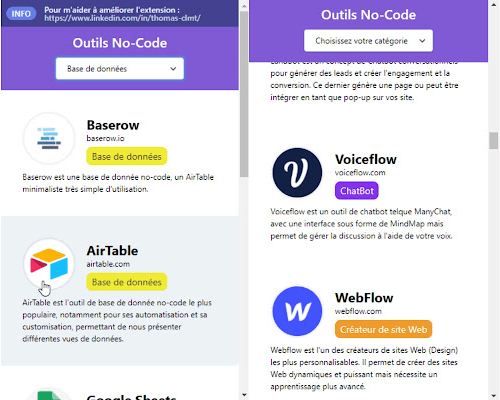 INFO
Pour m'aider à améliorer l'extension :
https://www.linkedin.com/in/thomas-dmt/
Outils No-Code
Base de données
Baserow
baserow.io
Base de données
Baserow est une base de donnée no-code, un AirTable
minimaliste très simple d'utilisation.
AirTable
airtable.com
Base de données
AirTable est l'outil de base de donnée no-code le plus
populaire, notamment pour ses automatisation et sa
customisation, permettant de nous présenter
différentes vues de données.
Google Sheets
Outils No-Code
Choisissez votre catégorie
Landbot est un concept de Chatbot conversationnels
pour générer des leads et créer l'engagement et la
conversion. Ce dernier génère une page ou peut être
intégrer en tant que pop-up sur vos site.
Voiceflow
voiceflow.com
ChatBot
Voiceflow est un outil de chatbot telque ManyChat,
avec une interface sous forme de MindMap mais
permet de gérer la discussion à l'aide de votre voix.
WebFlow
webflow.com
Créateur de site Web
Webflow est l'un des créateurs de sites Web (Design)
les plus personnalisables. Il permet de créer des sites
Web dynamiques et puissant mais nécessite un
apprentissage plus avancé.